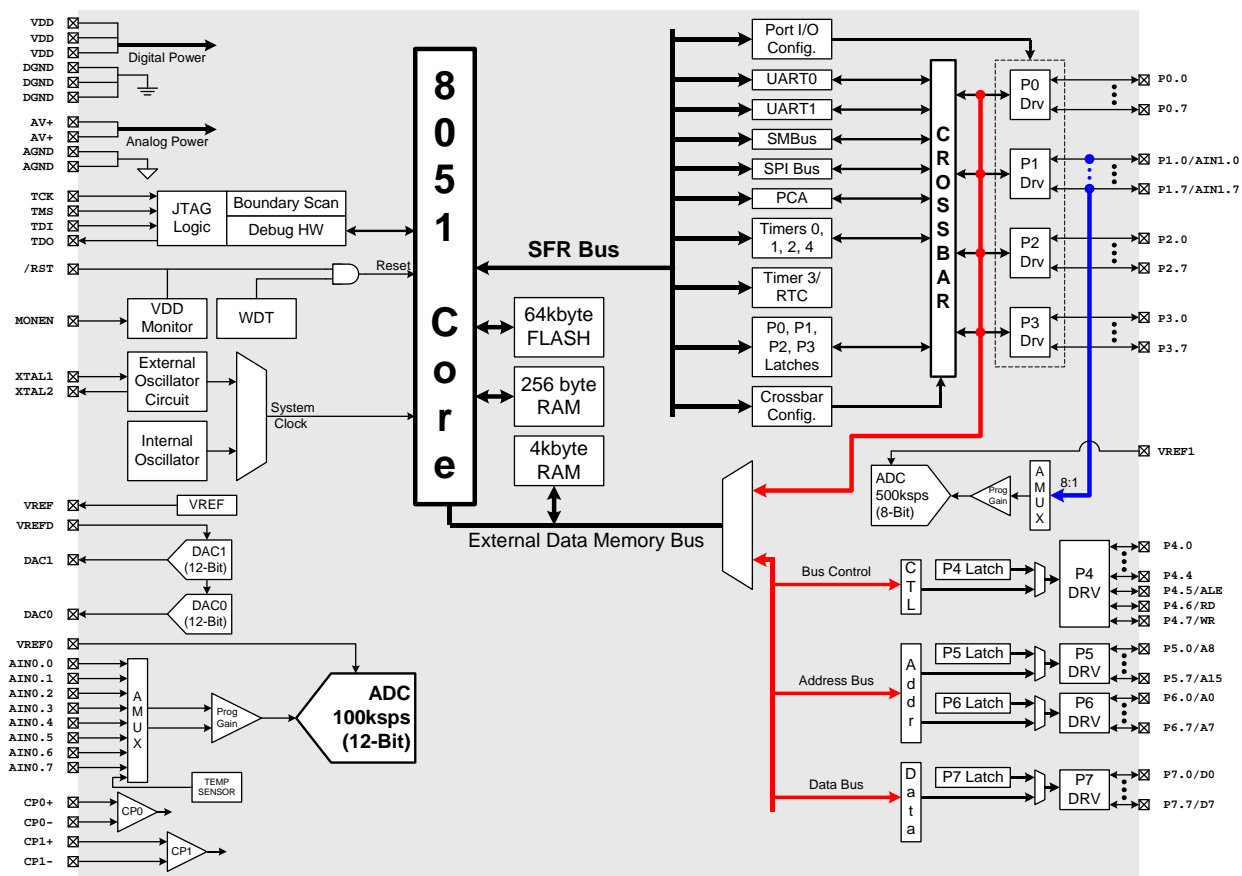 VDD
VDD
VDD
Digital Power
DGND
DGND
DGND
AV+
AV+
Analog Power
AGND
AGND
TCK
TMS
TDI
TDO
JTAG
Logic
Boundary Scan
Debug HW
/RST
Reset
MONEN
VDD
Monitor
WDT
XTAL1
XTAL2
External
Oscillator
Circuit
Internal
Oscillator
System
Clock
VREF
VREF
VREFD
DAC1
DAC1
(12-Bit)
DAC0
DAC0
(12-Bit)
VREF0
AIN0.0
AIN0.1
AIN0.2
AIN0.3
AIN0.4
AIN0.5
AIN0.6
AIN0.7
AMUX
Prog
Gain
ADC
100ksps
(12-Bit)
TEMP
SENSOR
CP0+
CP0-
CP0
CP1+
CP1-
CP1
8051 Core
SFR Bus
64kbyte
FLASH
256 byte
RAM
4kbyte
RAM
External Data Memory Bus
Port I/O
Config.
UART0
UART1
SMBus
SPI Bus
PCA
Timers 0,
1, 2, 4
Timer 3/
RTC
P0, P1,
P2, P3
Latches
Crossbar
Config.
CROSSBAR
P0
Drv
P1
Drv
P2
Drv
P3
Drv
P0.0
P0.7
P1.0/AIN1.0
P1.7/AIN1.7
P2.0
P2.7
P3.0
P3.7
VREF1
ADC
500ksps
(8-Bit)
Prog
Gain
AMUX
8:1
Bus Control
CTL
P4 Latch
P4
DRV
P4.0
P4.4
P4.5/ALE
P4.6/RD
P4.7/WR
Address Bus
Addr
P5 Latch
P5
DRV
P5.0/A8
P5.7/A15
P6 Latch
P6
DRV
P6.0/A0
P6.7/A7
Data Bus
Data
P7 Latch
P7
DRV
P7.0/D0
P7.7/D7